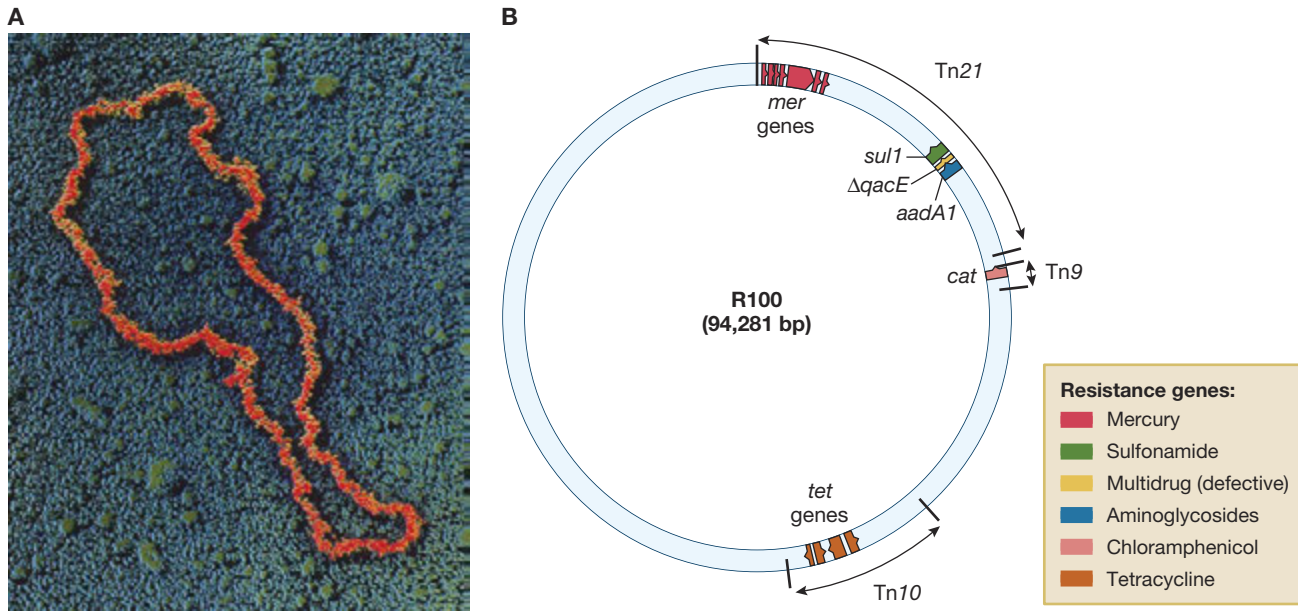 A
B
Tn21
mer
genes
sul1
ΔqacE
aadA1
cat
Tn9
R100
(94,281 bp)
tet
genes
Tn10
Resistance genes:
Mercury
Sulfonamide
Multidrug (defective)
Aminoglycosides
Chloramphenicol
Tetracycline